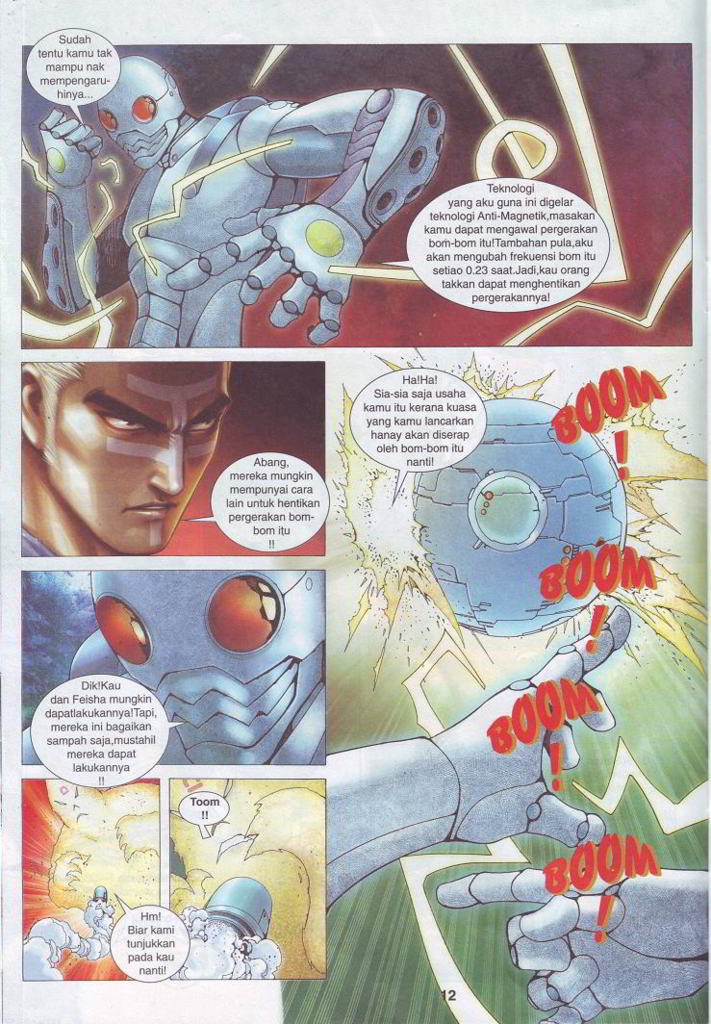 Sudah
tentu kamu tak
mampu nak
mempengaru-
hinya...
Teknologi
yang aku guna ini digelar
teknologi Anti-Magnetik,masakan
kamu dapat mengawal pergerakan
bom-bom itu!Tambahan pula,aku
akan mengubah frekuensi bom itu
setiao 0.23 saat.Jadi,kau orang
takkan dapat menghentikan
pergerakannya!
Abang,
mereka mungkin
mempunyai cara
lain untuk hentikan
pergerakan bom-
bom itu
!!
Ha!Ha!
Sia-sia saja usaha
kamu itu kerana kuasa
yang kamu lancarkan
hanay akan diserap
oleh bom-bom itu
nanti!
BOOM
!
BOOM
!
BOOM
!
BOOM
!
Dik!Kau
dan Feisha mungkin
dapatlakukannya!Tapi,
mereka ini bagaikan
sampah saja,mustahil
mereka dapat
lakukannya
!!
Hm!
Biar kami
tunjukkan
pada kau
nanti!
Toom
!!
12